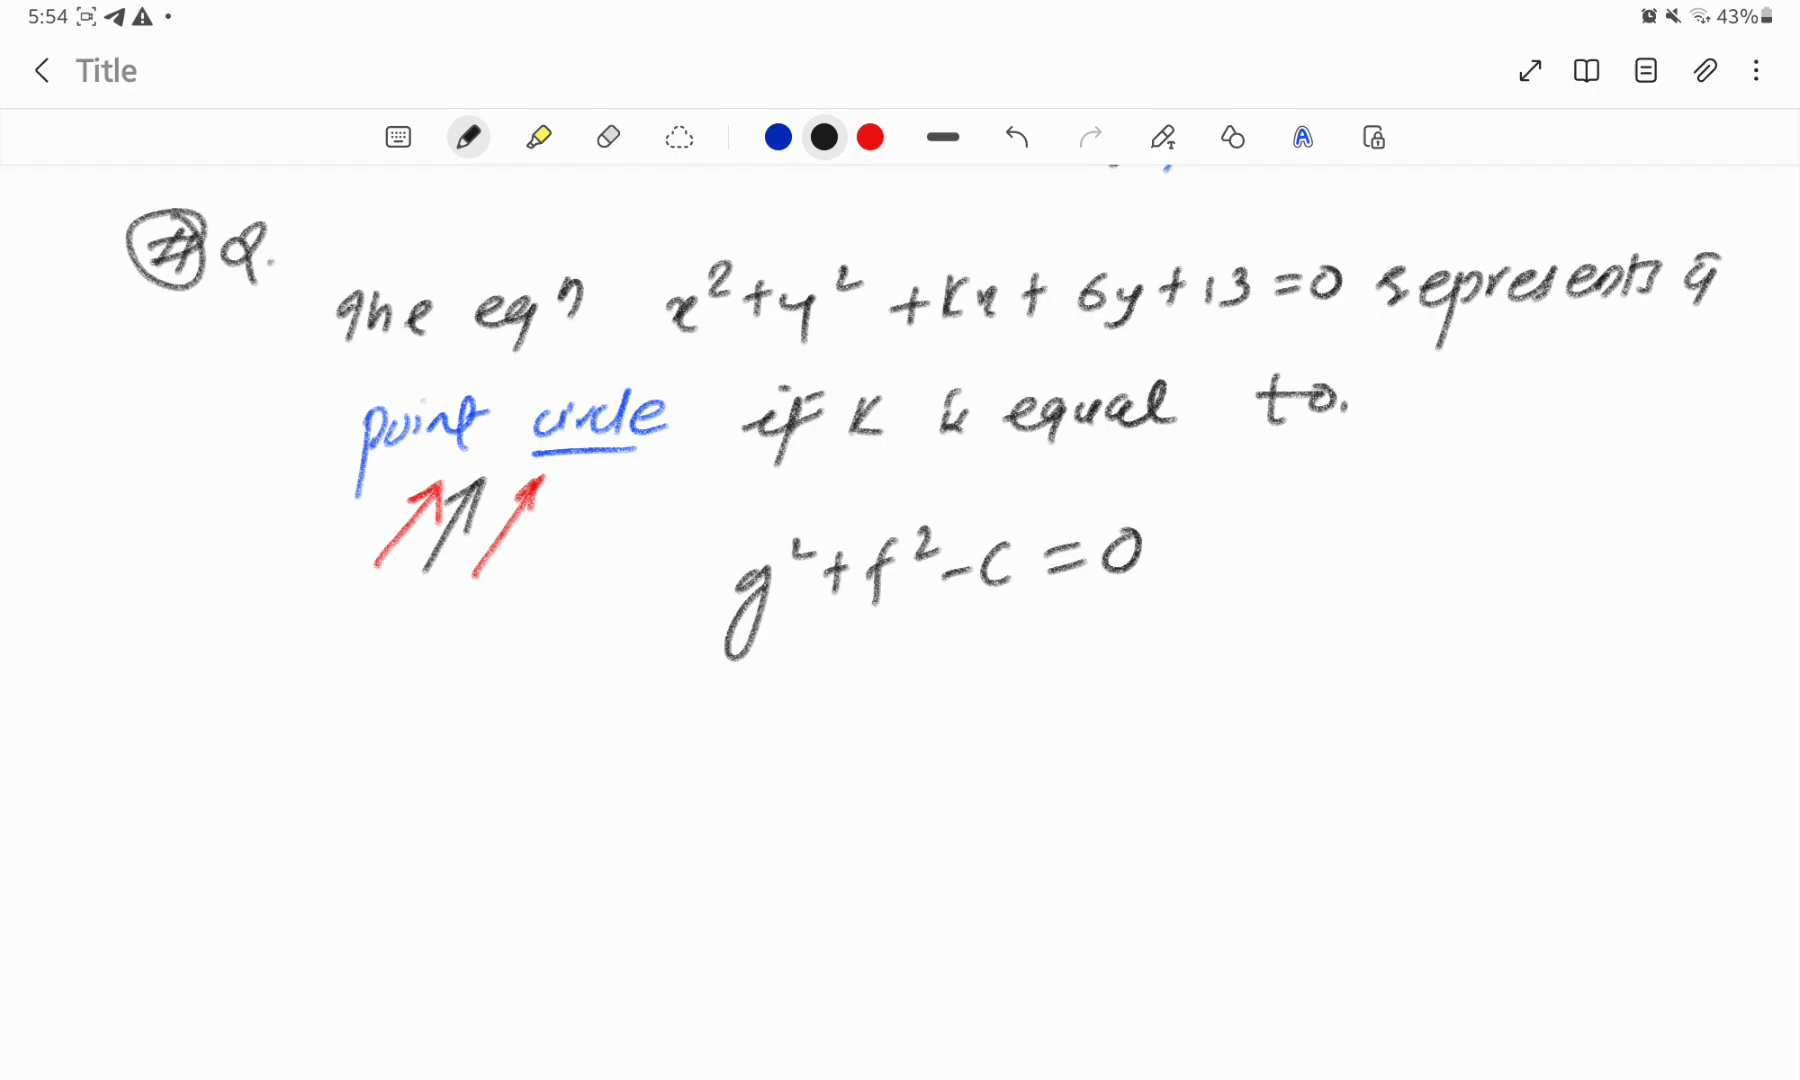 5:54
43%
Title
# Q.
The eqn x²+y²+Kx+6y+13=0 represents a
point circle if K is equal to.
g²+f²-c=0